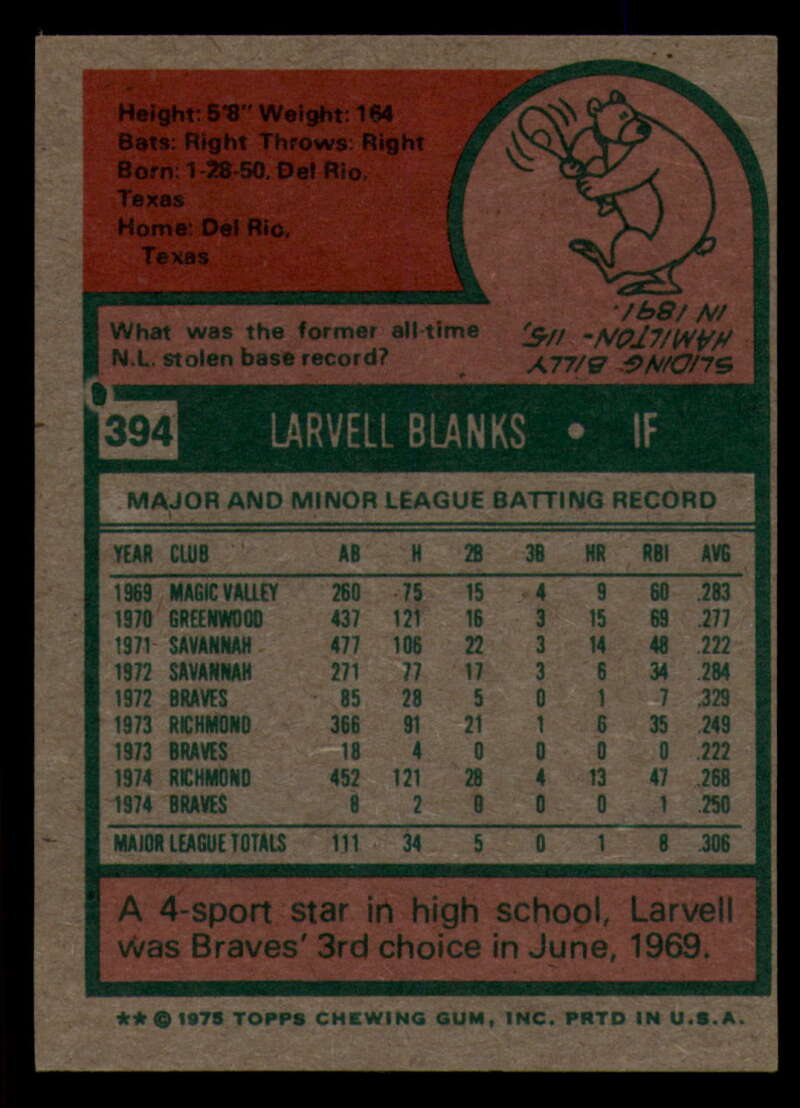 Height: 5'8" Weight: 164
Bats: Right Throws: Right
Born: 1-28-50, Del Rio,
Texas
Home: Del Rio,
Texas
What was the former all-time
N.L. stolen base record?
SLIDING BILLY
HAMILTON- 115,
IN 1891.
394 LARVELL BLANKS • IF
MAJOR AND MINOR LEAGUE BATTING RECORD
YEAR CLUB AB H 2B 3B HR RBI AVG
1969 MAGIC VALLEY 260 75 15 4 9 60 .283
1970 GREENWOOD 437 121 16 3 15 69 .277
1971 SAVANNAH 477 106 22 3 14 48 .222
1972 SAVANNAH 271 77 17 3 6 34 .284
1972 BRAVES 85 28 5 0 1 7 .329
1973 RICHMOND 366 91 21 1 6 35 .249
1973 BRAVES 18 4 0 0 0 0 .222
1974 RICHMOND 452 121 28 4 13 47 .268
1974 BRAVES 8 2 0 0 0 1 .250
MAJOR LEAGUE TOTALS 111 34 5 0 1 8 .306
A 4-sport star in high school, Larvell
was Braves' 3rd choice in June, 1969.
** © 1975 TOPPS CHEWING GUM, INC. PRTD IN U.S.A.